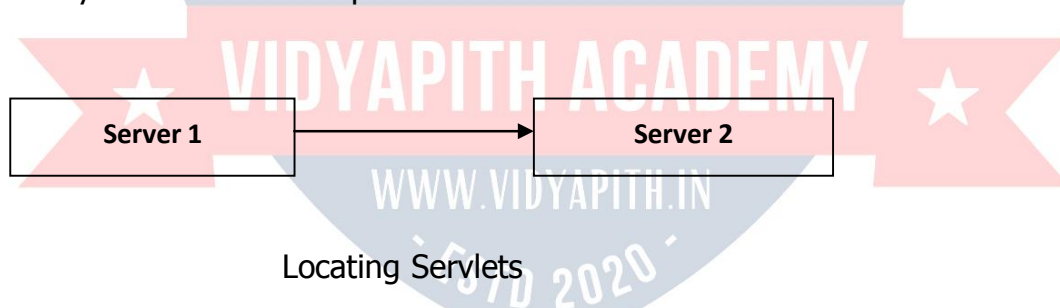 VIDYAPITH ACADEMY
Server 1
Server 2
WWW.VIDYAPITH.IN
Locating Servlets
- ESTD 2020 -